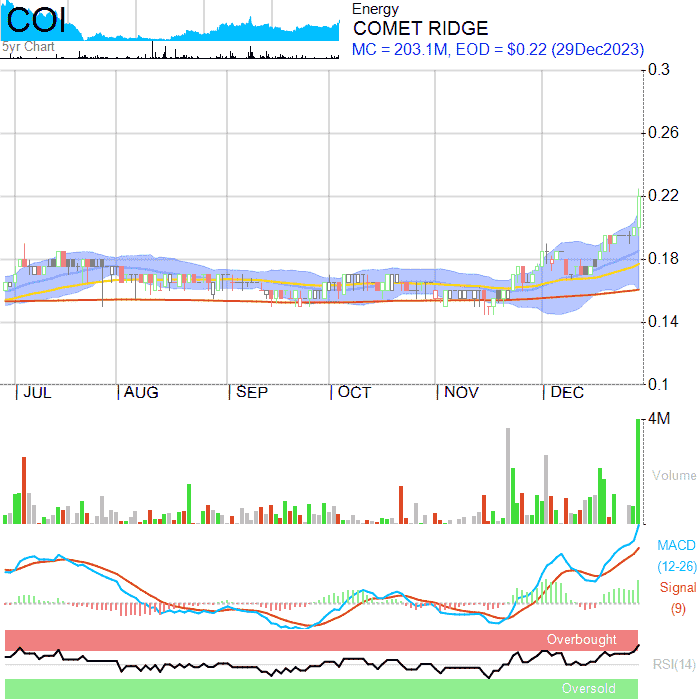 COI
5yr Chart
Energy
COMET RIDGE
MC = 203.1M, EOD = $0.22 (29Dec2023)
0.3
0.26
0.22
0.18
0.14
0.1
JUL AUG SEP OCT NOV DEC
4M
Volume
MACD
(12-26)
Signal
(9)
Overbought
RSI(14)
Oversold